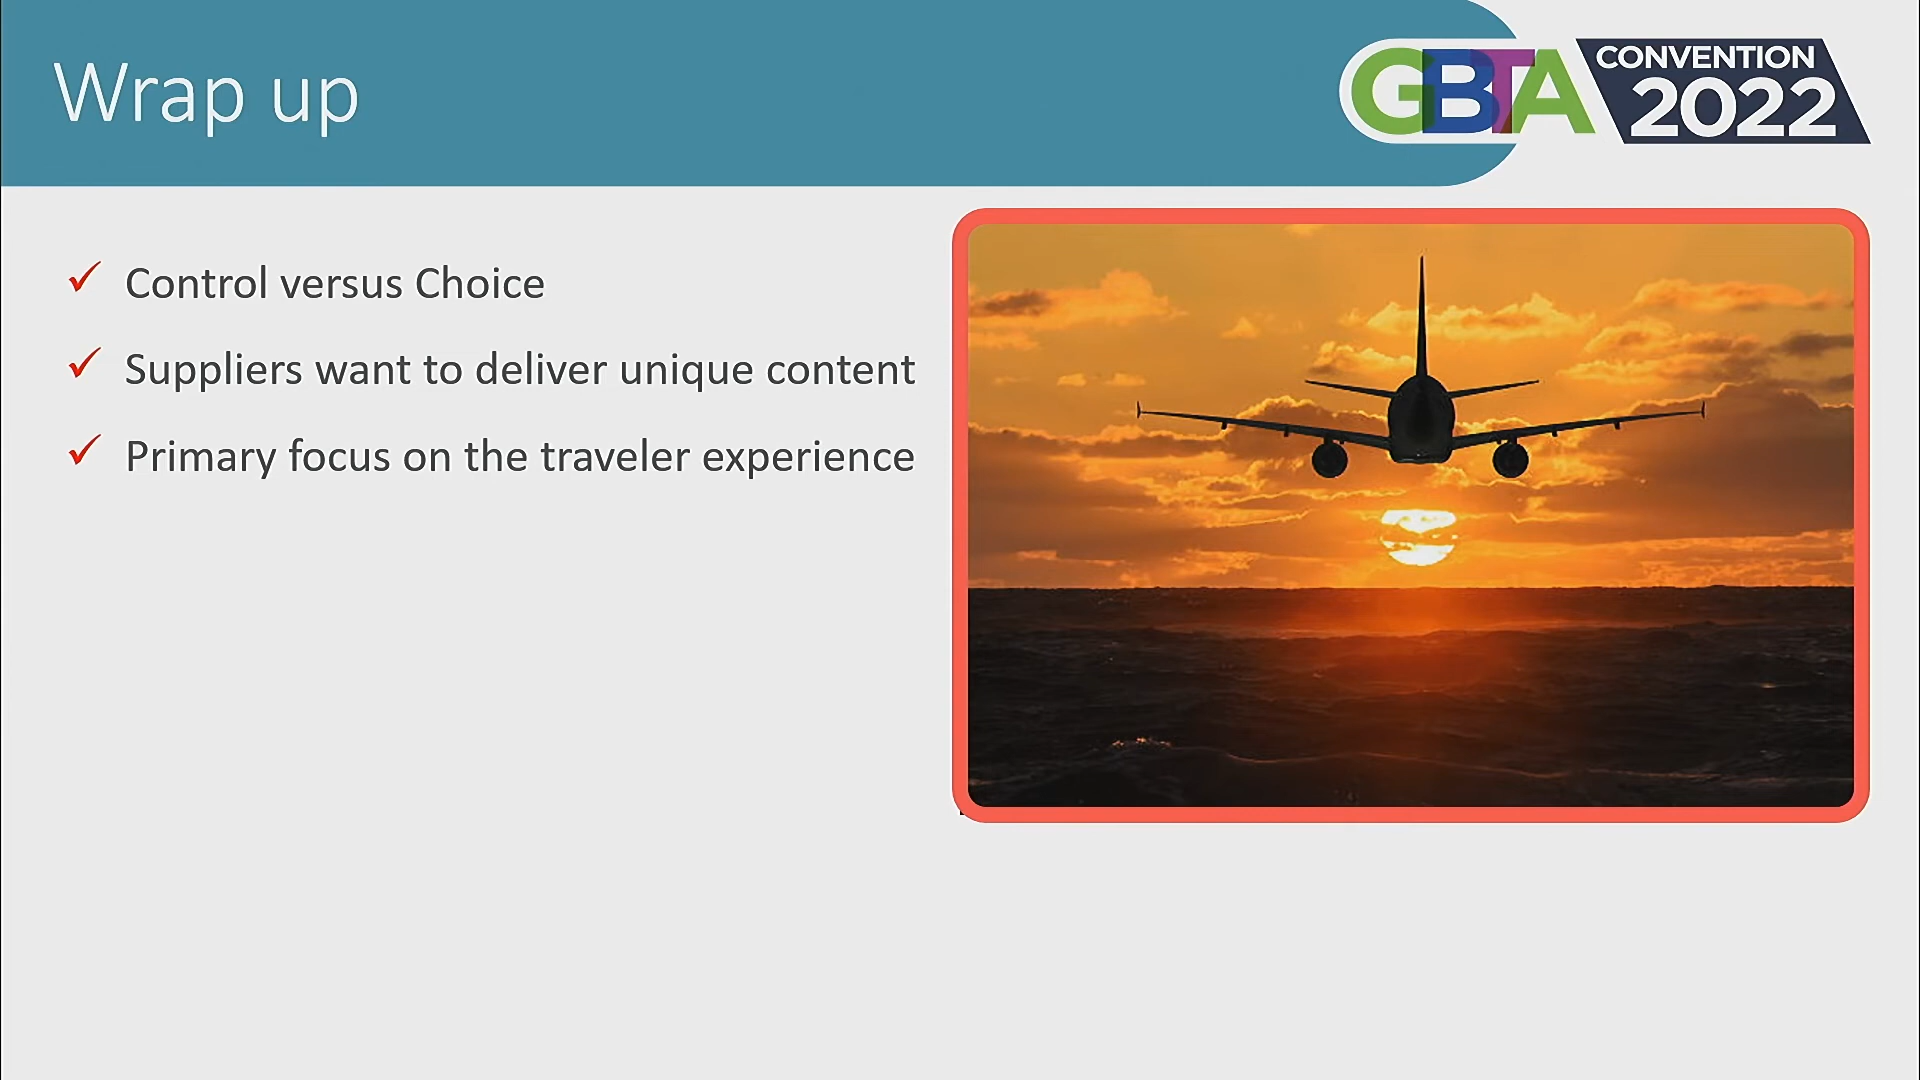 Wrap up
GBTA CONVENTION
2022
Control versus Choice
Suppliers want to deliver unique content
Primary focus on the traveler experience